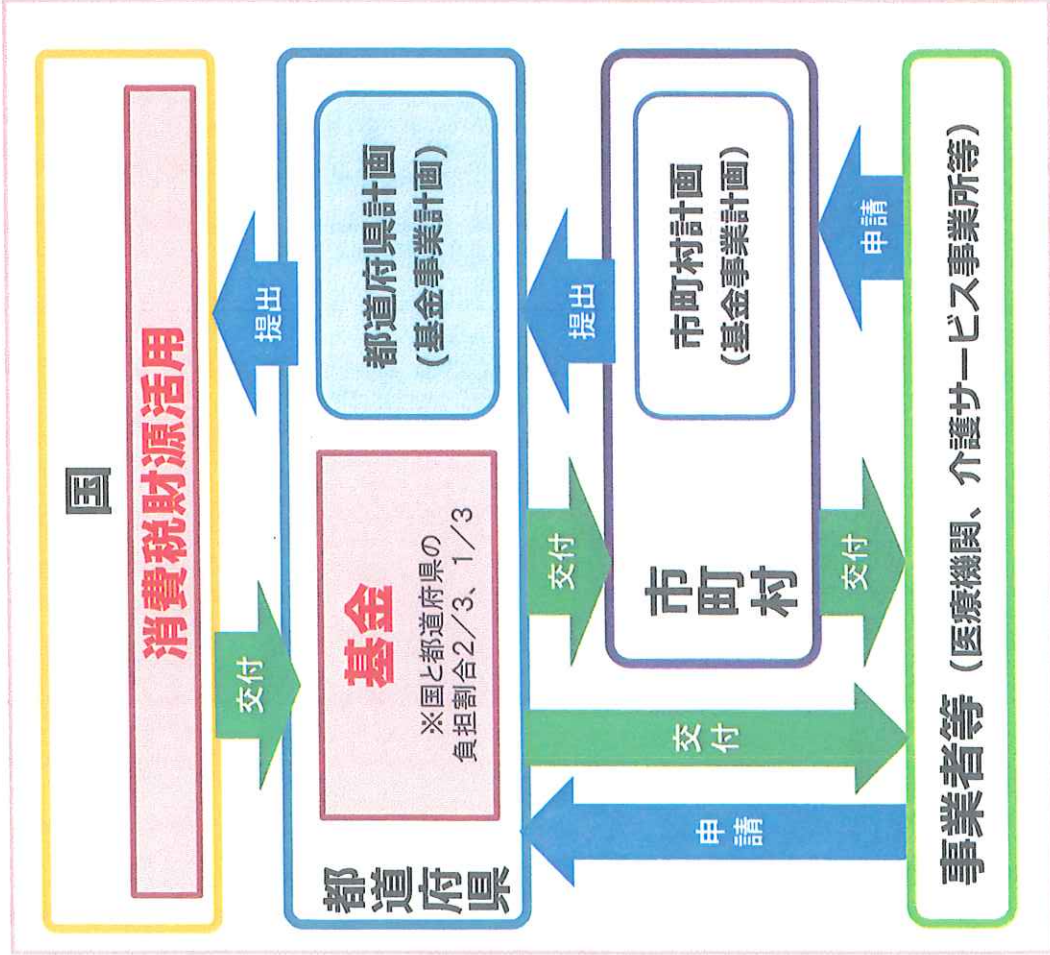 国
消費税財源活用
交付
提出
都道府県
基金
※国と都道府県の
負担割合2/3、1/3
都道府県計画
(基金事業計画)
申請
交付
交付
提出
市町村
市町村計画
(基金事業計画)
交付
申請
事業者等(医療機関、介護サービス事業所等)